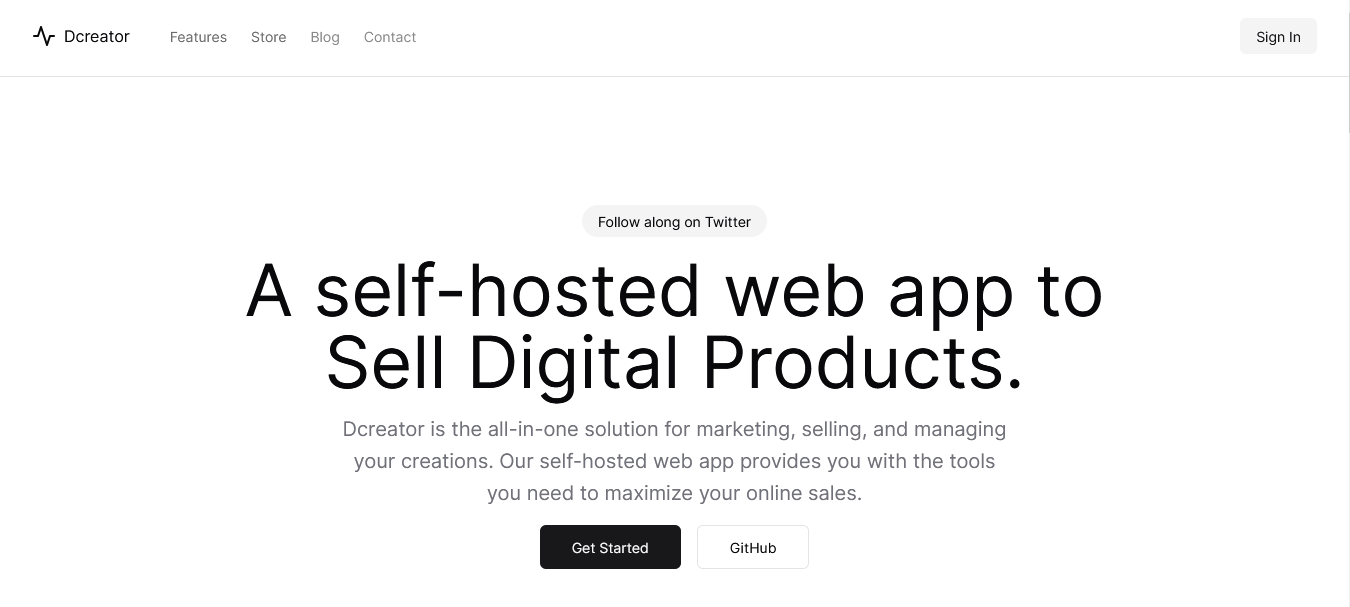 Dcreator
Features
Store
Blog
Contact
Sign In
Follow along on Twitter
A self-hosted web app to
Sell Digital Products.
Dcreator is the all-in-one solution for marketing, selling, and managing
your creations. Our self-hosted web app provides you with the tools
you need to maximize your online sales.
Get Started
GitHub